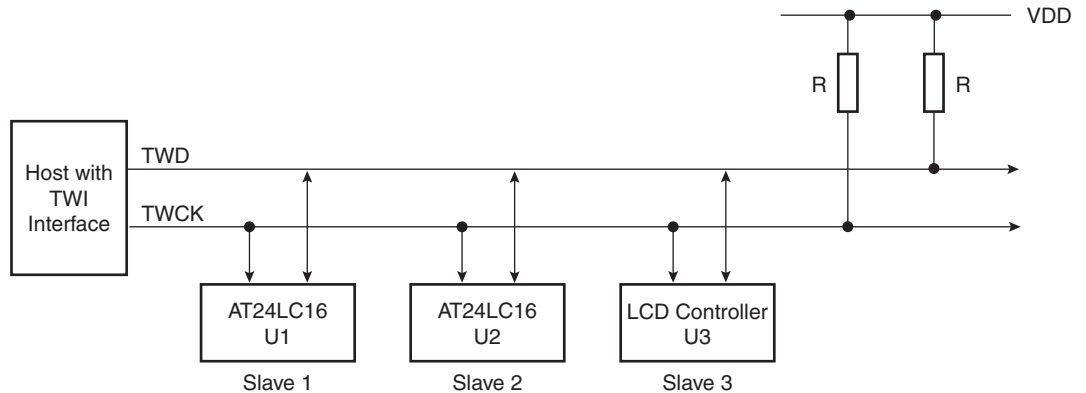 VDD
R
R
Host with
TWI
Interface
TWD
TWCK
AT24LC16
U1
AT24LC16
U2
LCD Controller
U3
Slave 1
Slave 2
Slave 3